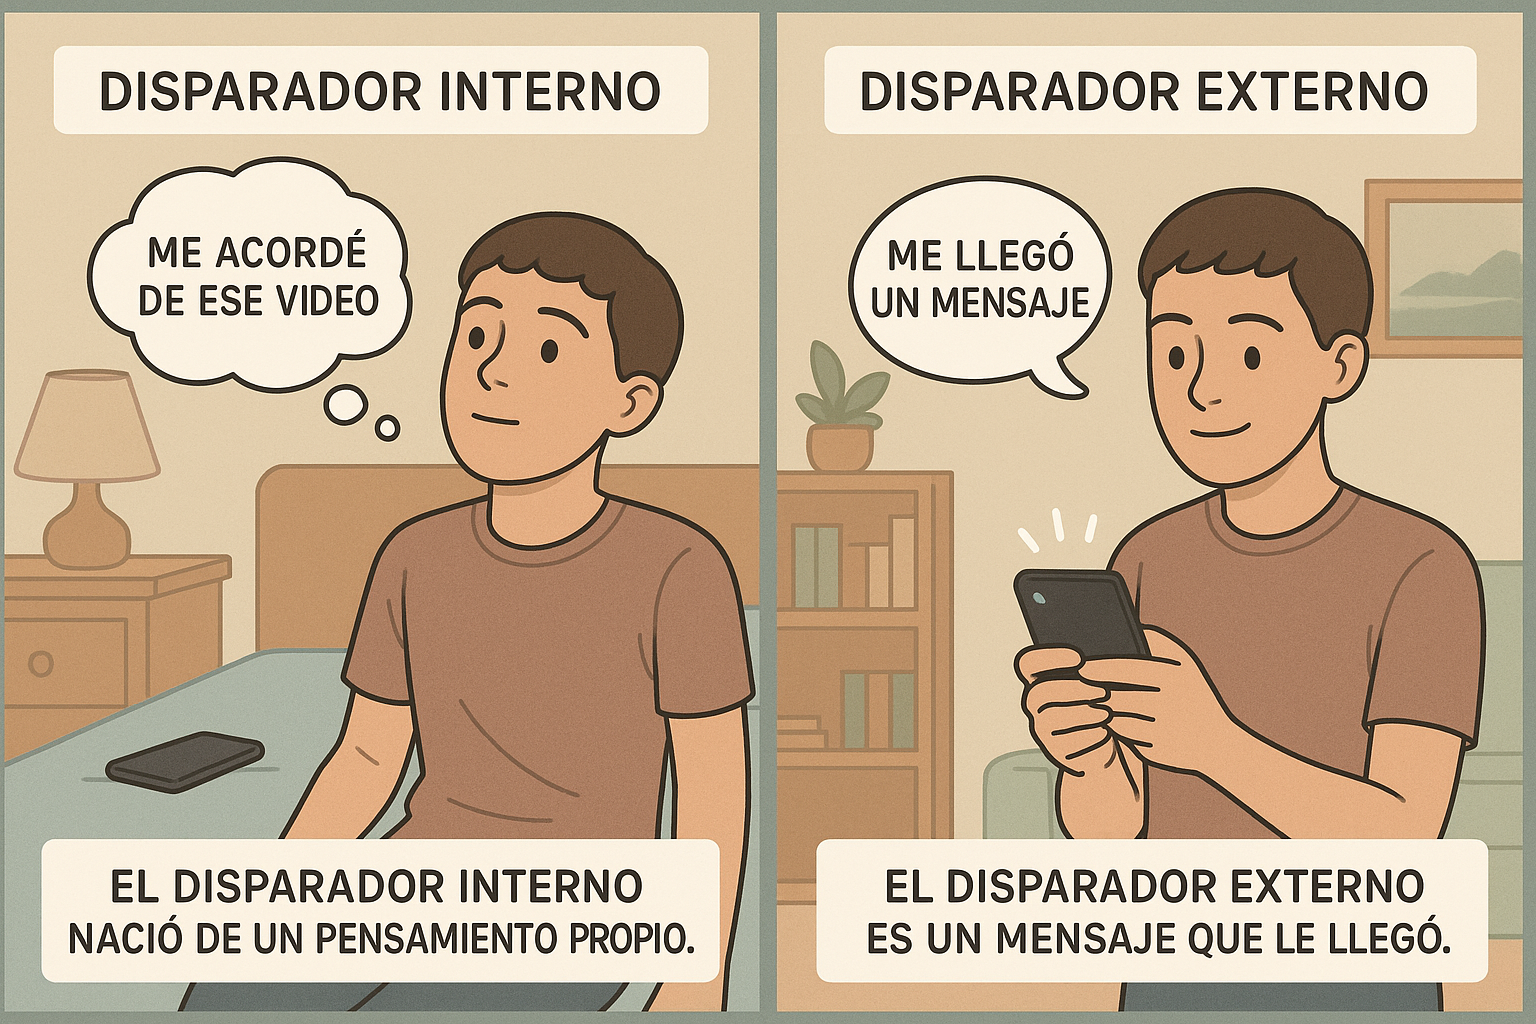 DISPARADOR INTERNO
ME ACORDÉ
DE ESE VIDEO
EL DISPARADOR INTERNO
NACIÓ DE UN PENSAMIENTO PROPIO.
DISPARADOR EXTERNO
ME LLEGÓ
UN MENSAJE
EL DISPARADOR EXTERNO
ES UN MENSAJE QUE LE LLEGÓ.